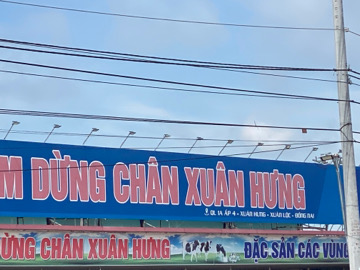 M DỪNG CHÂN XUÂN HƯNG
QL 1A ẤP 4 - XUÂN HƯNG - XUÂN LỘC - ĐỒNG NAI
ỪNG CHÂN XUÂN HƯNG ĐẶC SẢN CÁC VÙNG